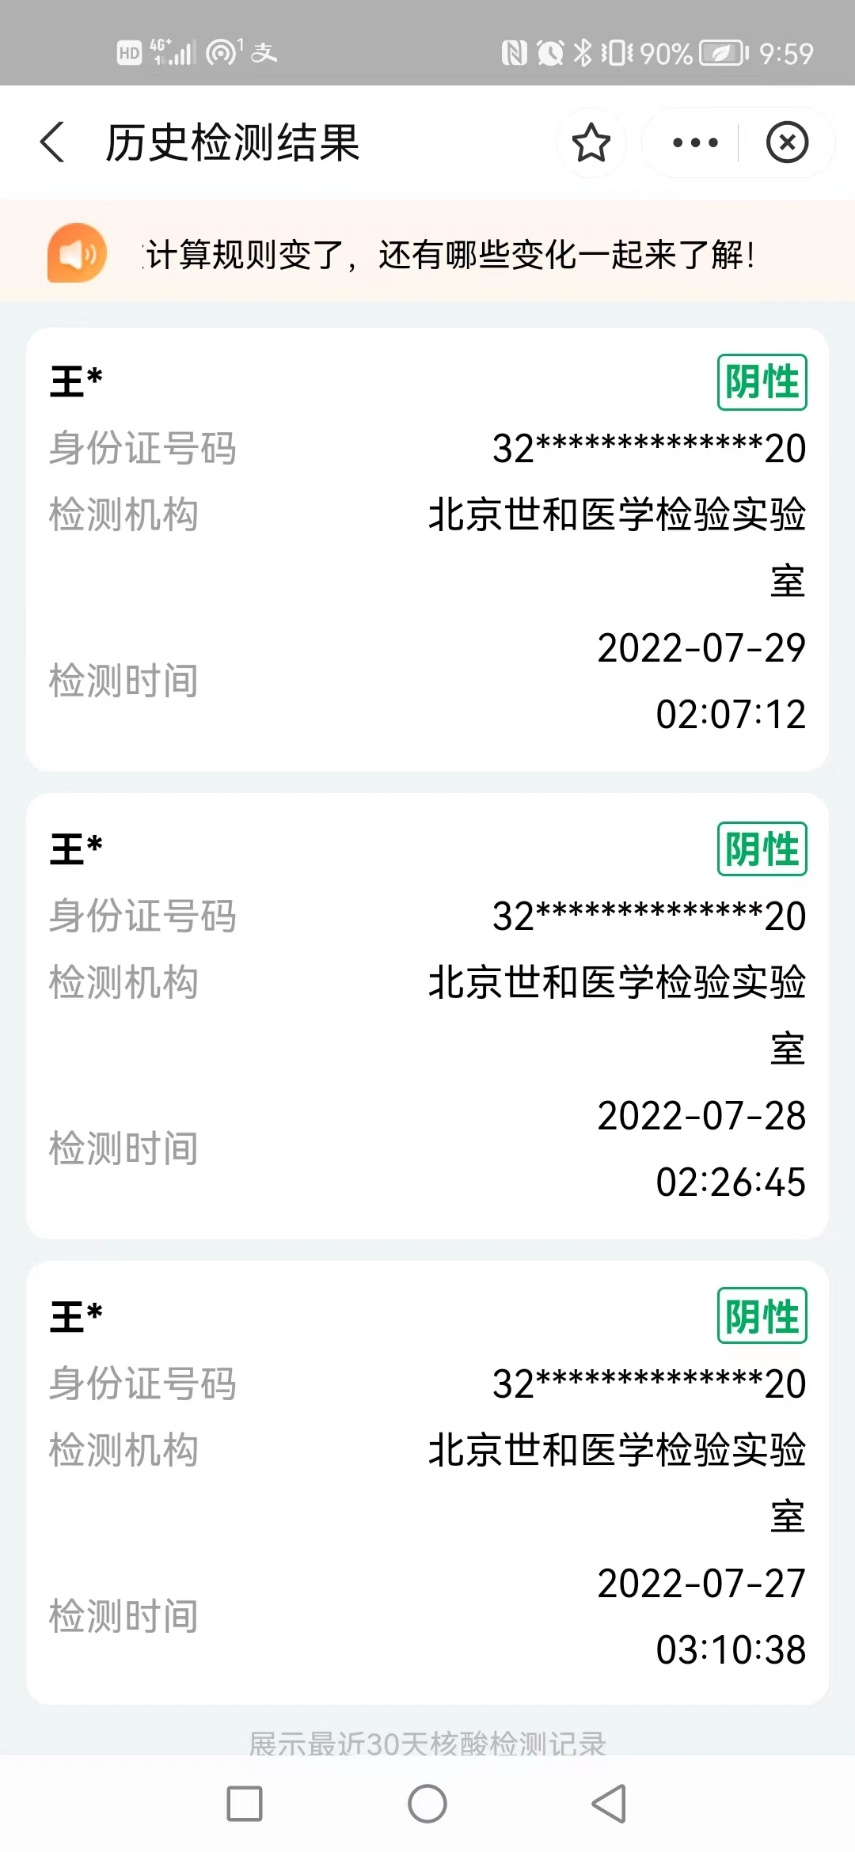 HD 4G+ 1 支 90% 9:59
历史检测结果
计算规则变了，还有哪些变化一起来了解！
王* 阴性
身份证号码 32**************20
检测机构 北京世和医学检验实验
室
2022-07-29
检测时间
02:07:12
王* 阴性
身份证号码 32**************20
检测机构 北京世和医学检验实验
室
2022-07-28
检测时间
02:26:45
王* 阴性
身份证号码 32**************20
检测机构 北京世和医学检验实验
室
2022-07-27
检测时间
03:10:38
展示最近30天核酸检测记录